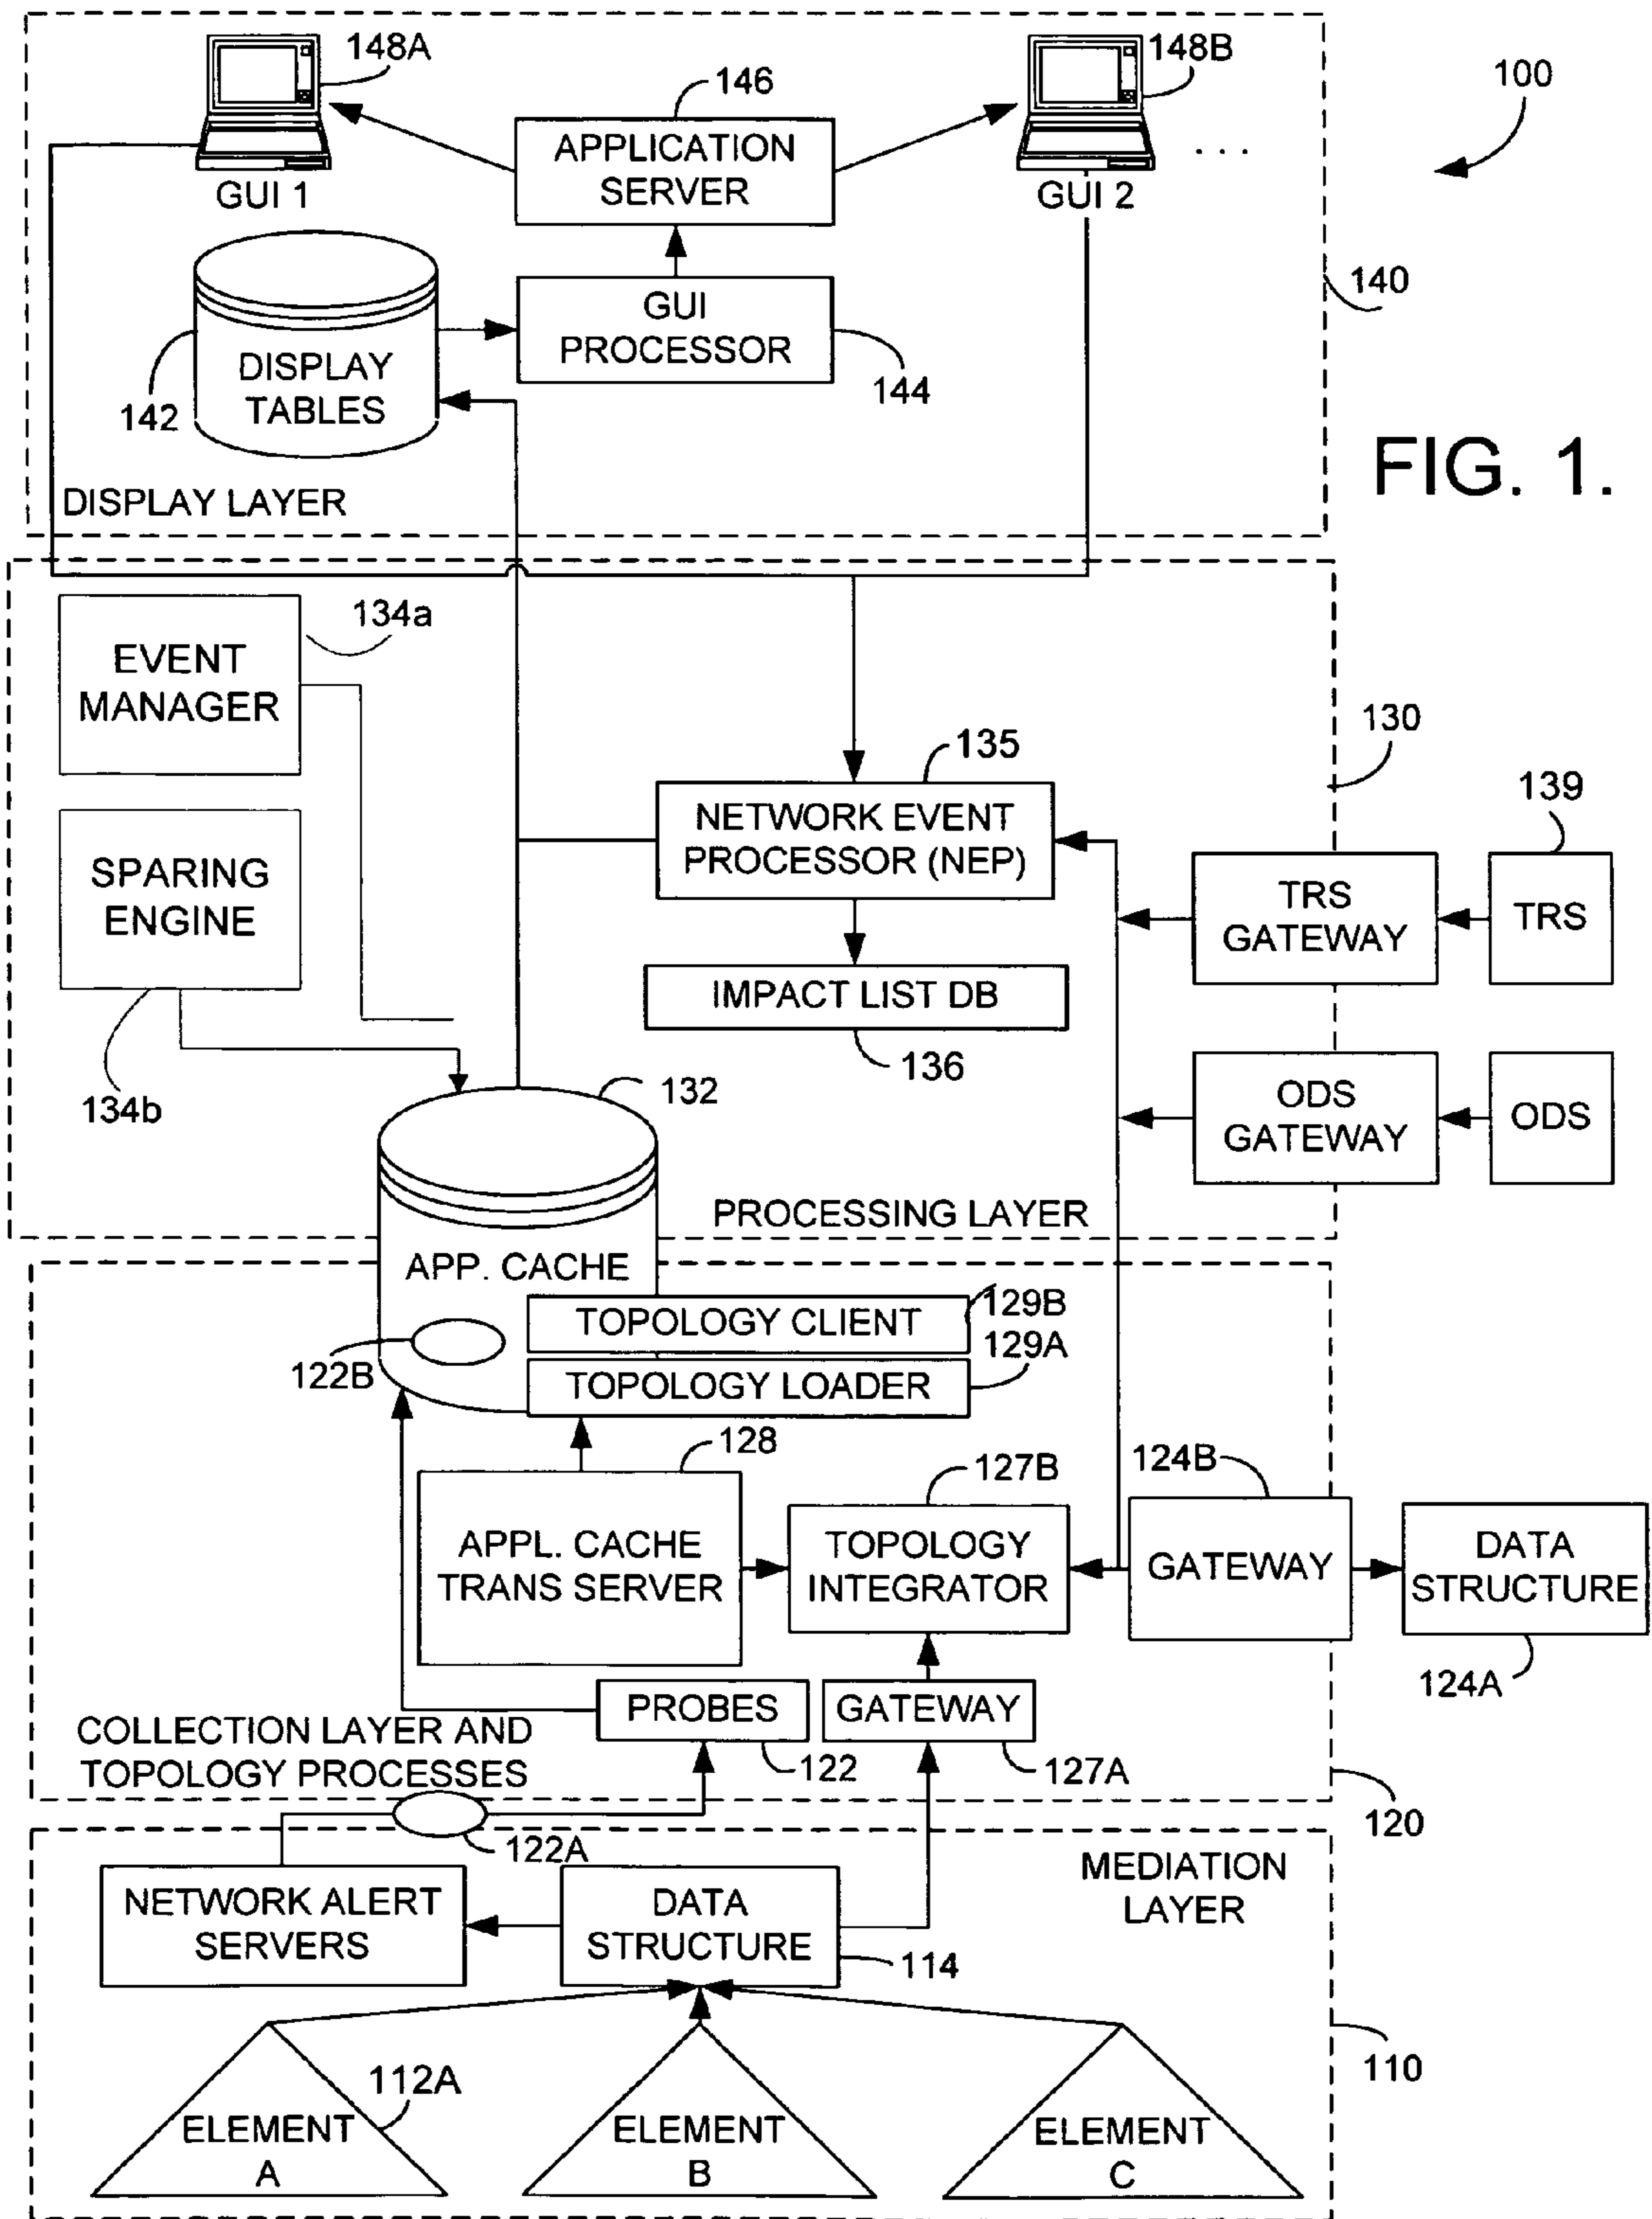 148A
148B
146
100
APPLICATION
SERVER
GUI 1
GUI 2
. . .
140
GUI
PROCESSOR
DISPLAY
TABLES
142
144
FIG. 1.
DISPLAY LAYER
134a
EVENT
MANAGER
130
135
139
NETWORK EVENT
PROCESSOR (NEP)
SPARING
ENGINE
TRS
GATEWAY
TRS
IMPACT LIST DB
136
132
134b
ODS
GATEWAY
ODS
PROCESSING LAYER
APP. CACHE
129B
TOPOLOGY CLIENT
129A
122B
TOPOLOGY LOADER
128
127B
124B
APPL. CACHE
TRANS SERVER
TOPOLOGY
INTEGRATOR
GATEWAY
DATA
STRUCTURE
124A
PROBES
GATEWAY
COLLECTION LAYER AND
TOPOLOGY PROCESSES
122
127A
120
122A
MEDIATION
LAYER
NETWORK ALERT
SERVERS
DATA
STRUCTURE
114
110
112A
ELEMENT
A
ELEMENT
B
ELEMENT
C